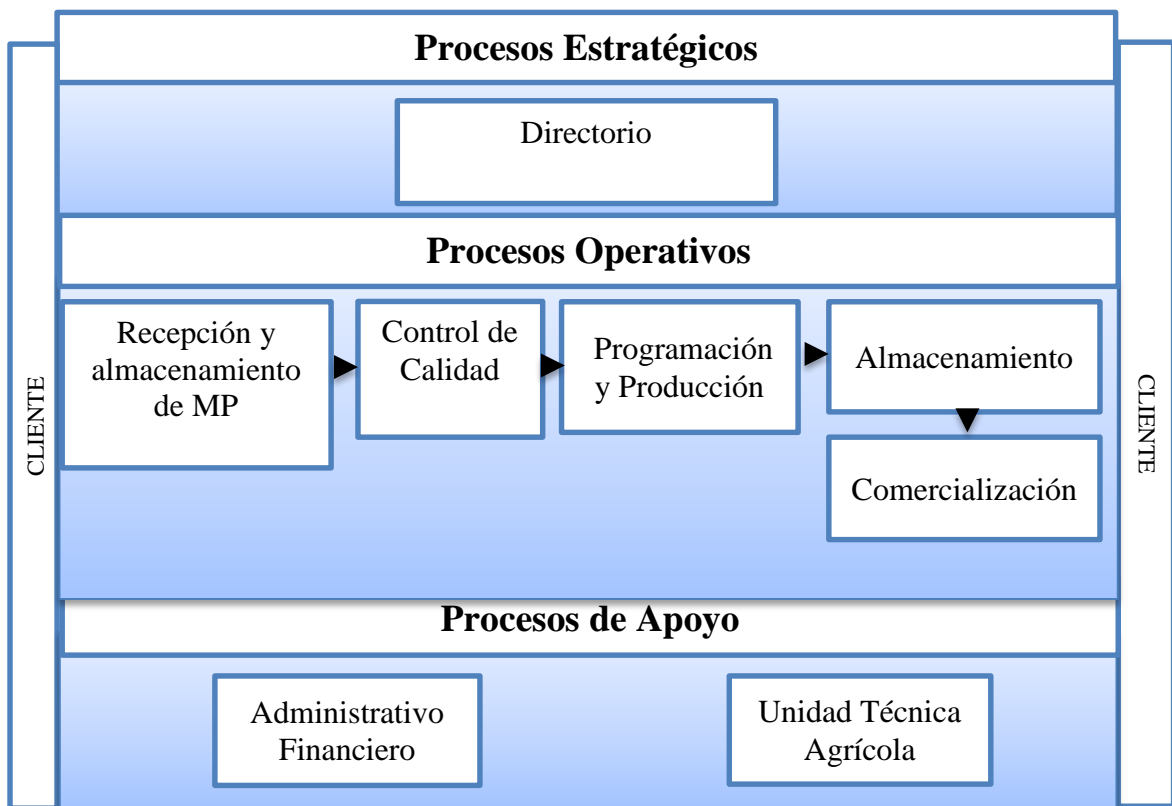 Procesos Estratégicos
Directorio
Procesos Operativos
Recepción y
almacenamiento
de MP
Control de
Calidad
Programación
y Producción
Almacenamiento
Comercialización
Procesos de Apoyo
Administrativo
Financiero
Unidad Técnica
Agrícola
CLIENTE
CLIENTE